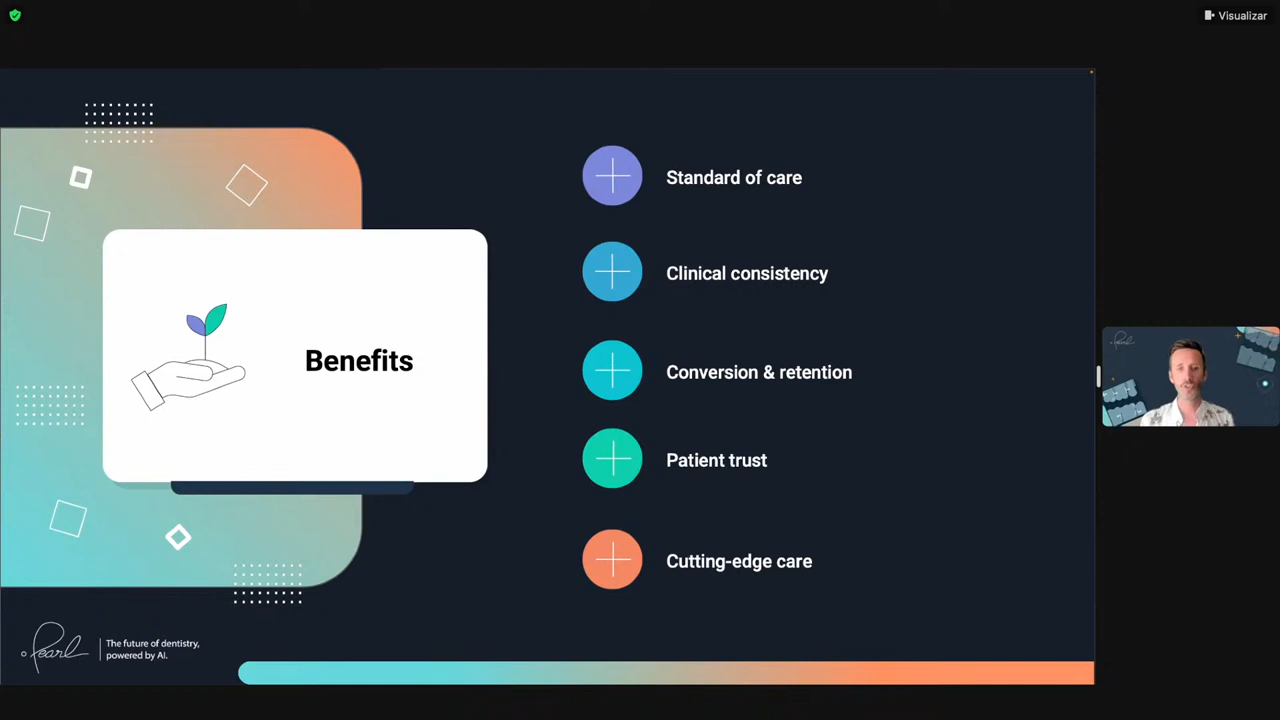 Visualizar
Benefits
Standard of care
Clinical consistency
Conversion & retention
Patient trust
Cutting-edge care
Pearl
The future of dentistry,
powered by AI.
Pearl